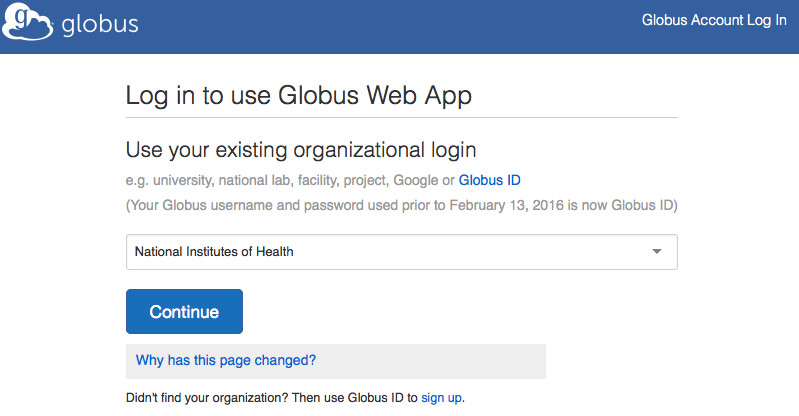 g globus
Globus Account Log In
Log in to use Globus Web App
Use your existing organizational login
e.g. university, national lab, facility, project, Google or Globus ID
(Your Globus username and password used prior to February 13, 2016 is now Globus ID)
National Institutes of Health
Continue
Why has this page changed?
Didn't find your organization? Then use Globus ID to sign up.